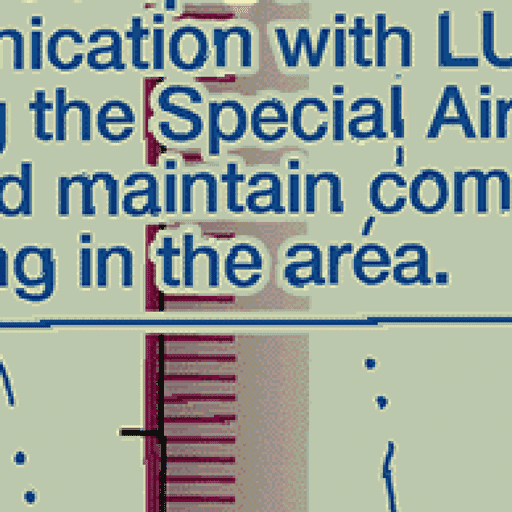 nication with LU
g the Special Air
d maintain com
ng in the area.